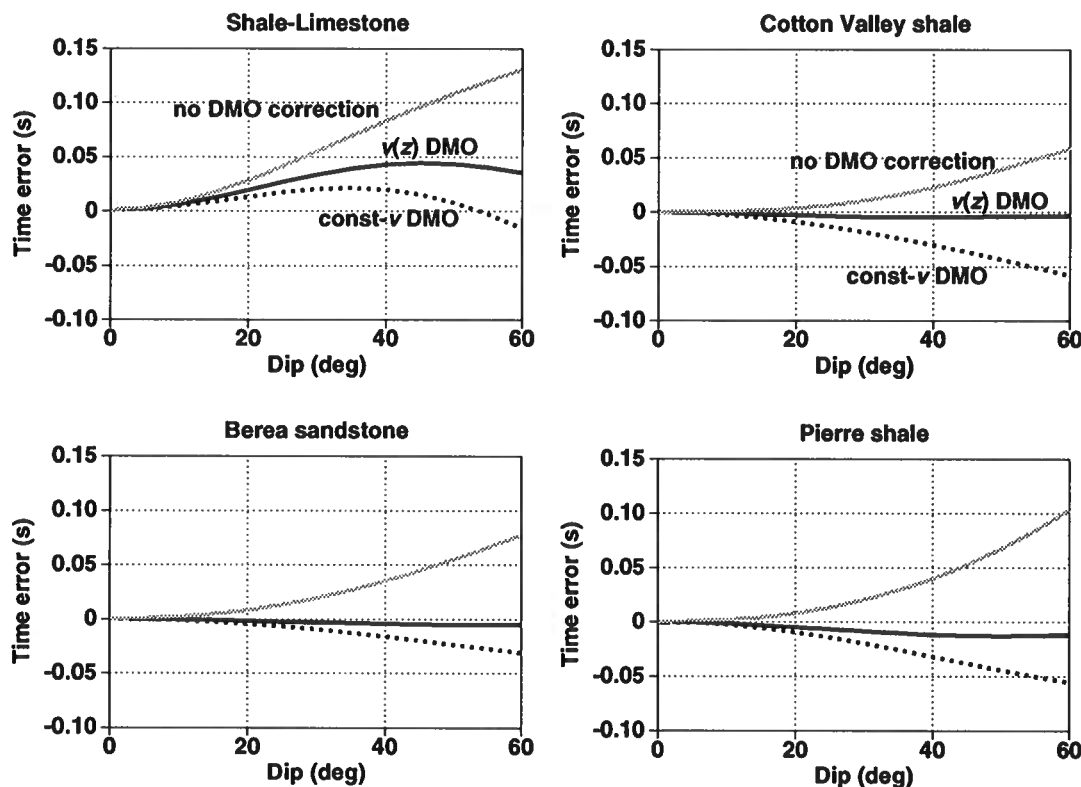 Shale-Limestone
0.15
0.10
0.05
0
-0.05
-0.10
Time error (s)
no DMO correction
v(z) DMO
const-v DMO
0
20
40
60
Dip (deg)
Cotton Valley shale
0.15
0.10
0.05
0
-0.05
-0.10
Time error (s)
no DMO correction
v(z) DMO
const-v DMO
0
20
40
60
Dip (deg)
Berea sandstone
0.15
0.10
0.05
0
-0.05
-0.10
Time error (s)
0
20
40
60
Dip (deg)
Pierre shale
0.15
0.10
0.05
0
-0.05
-0.10
Time error (s)
0
20
40
60
Dip (deg)